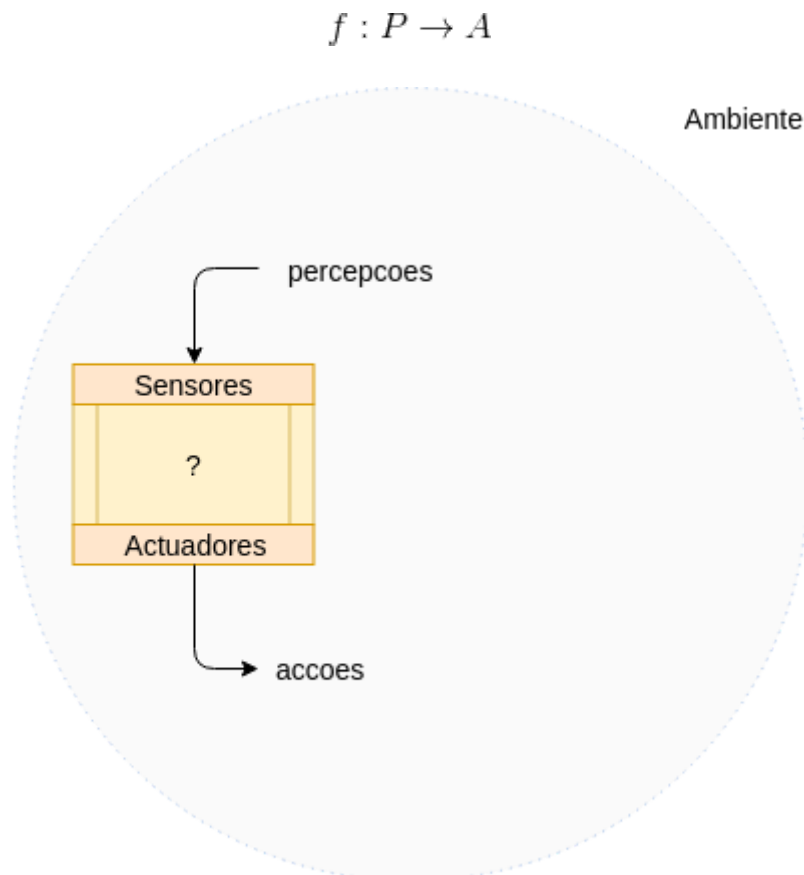 f : P → A
Ambiente
percepcoes
Sensores
?
Actuadores
accoes